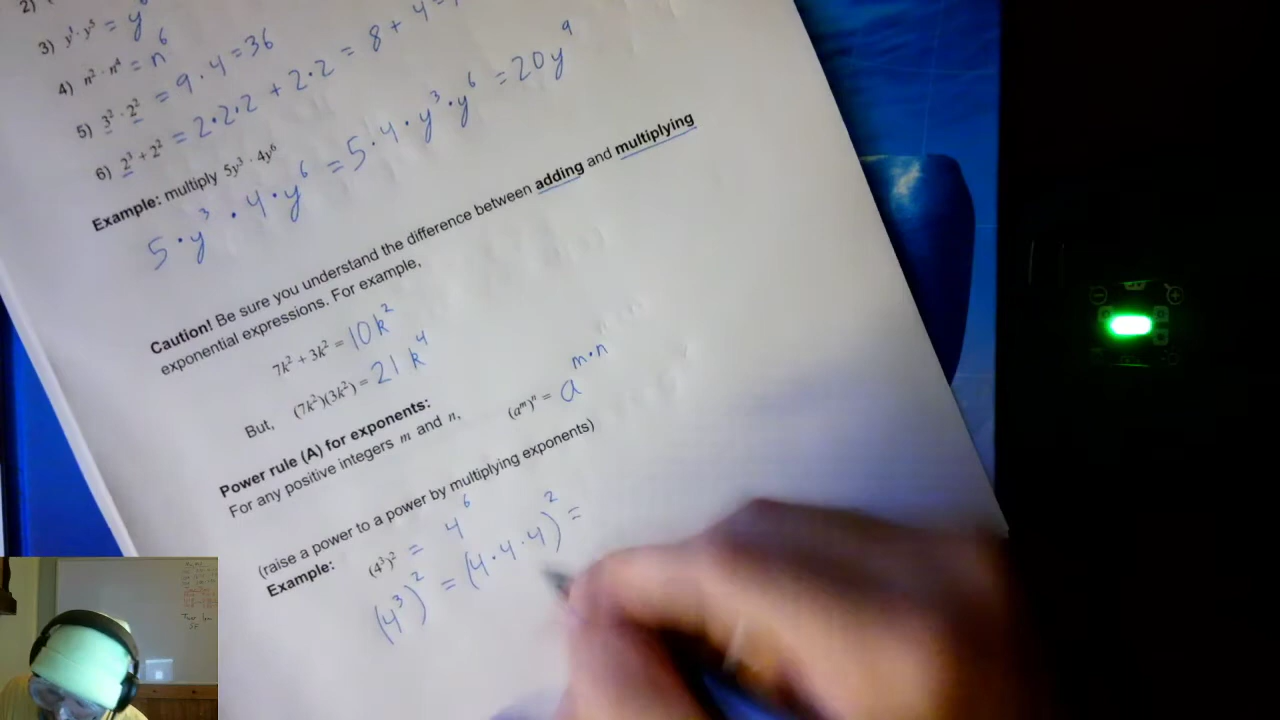 2)
3) y¹ · y⁵ = y⁶
4) n² · n⁴ = n⁶
5) 3² · 2² = 9 · 4 = 36
6) 2³ + 2² = 2·2·2 + 2·2 = 8 + 4 =
Example: multiply 5y³ · 4y⁶
5 · y³ · 4 · y⁶ = 5 · 4 · y³ · y⁶ = 20y⁹
Caution! Be sure you understand the difference between adding and multiplying
exponential expressions. For example,
7k² + 3k² = 10k²
But, (7k²)(3k²) = 21k⁴
Power rule (A) for exponents:
For any positive integers m and n, (aᵐ)ⁿ = a^m·n
(raise a power to a power by multiplying exponents)
Example: (4³)² = 4⁶
(4³)² = (4·4·4)² =